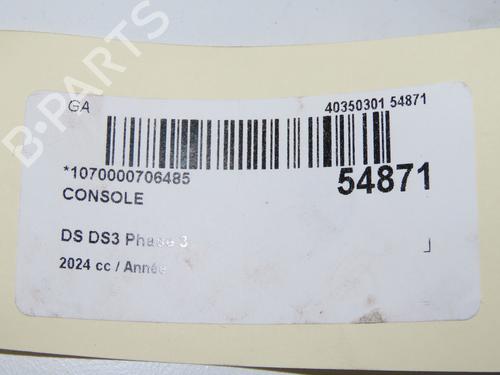 GA
40350301 54871
*1070000706485
54871
CONSOLE
DS DS3 Phase 3
2024 cc / Année
B-PARTS